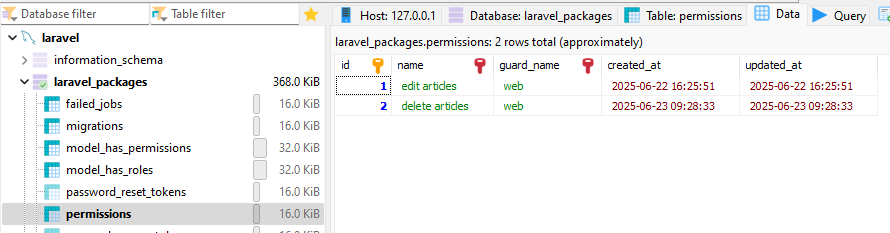 Database filter
Table filter
laravel
information_schema
laravel_packages 368.0 KiB
failed_jobs 16.0 KiB
migrations 16.0 KiB
model_has_permissions 32.0 KiB
model_has_roles 32.0 KiB
password_reset_tokens 16.0 KiB
permissions 16.0 KiB
Host: 127.0.0.1 Database: laravel_packages Table: permissions Data Query
laravel_packages.permissions: 2 rows total (approximately)
id name guard_name created_at updated_at
1 edit articles web 2025-06-22 16:25:51 2025-06-22 16:25:51
2 delete articles web 2025-06-23 09:28:33 2025-06-23 09:28:33